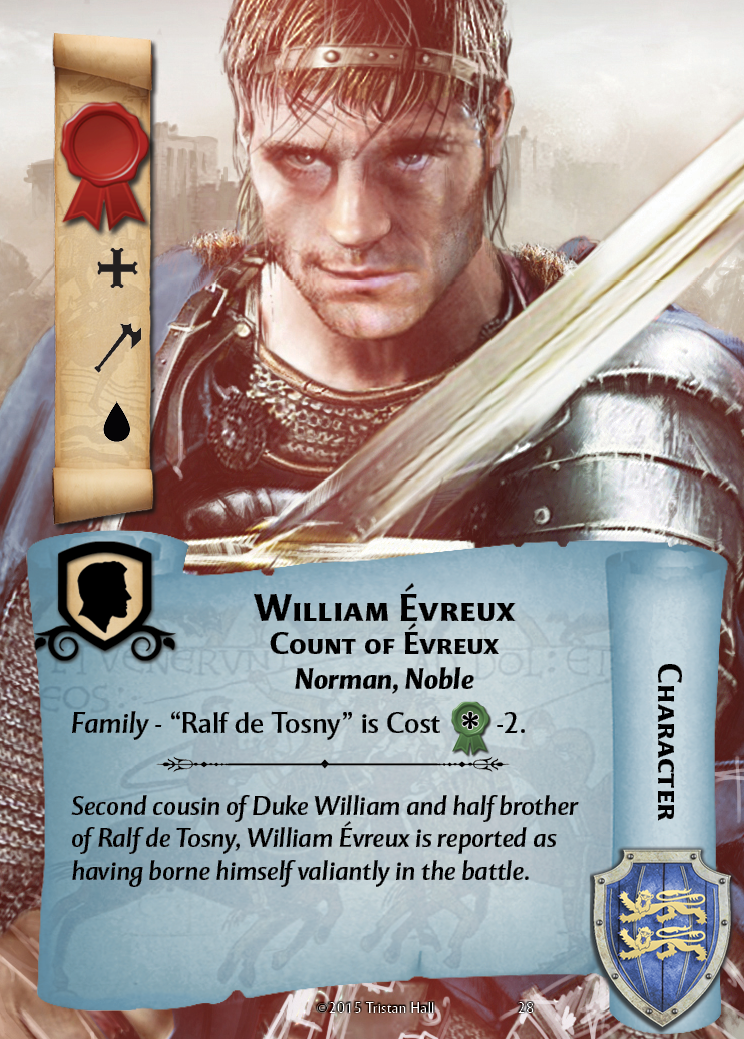 William Évreux
Count of Évreux
Norman, Noble
Family - “Ralf de Tosny” is Cost * -2.
Second cousin of Duke William and half brother
of Ralf de Tosny, William Évreux is reported as
having borne himself valiantly in the battle.
Character
©2015 Tristan Hall
28